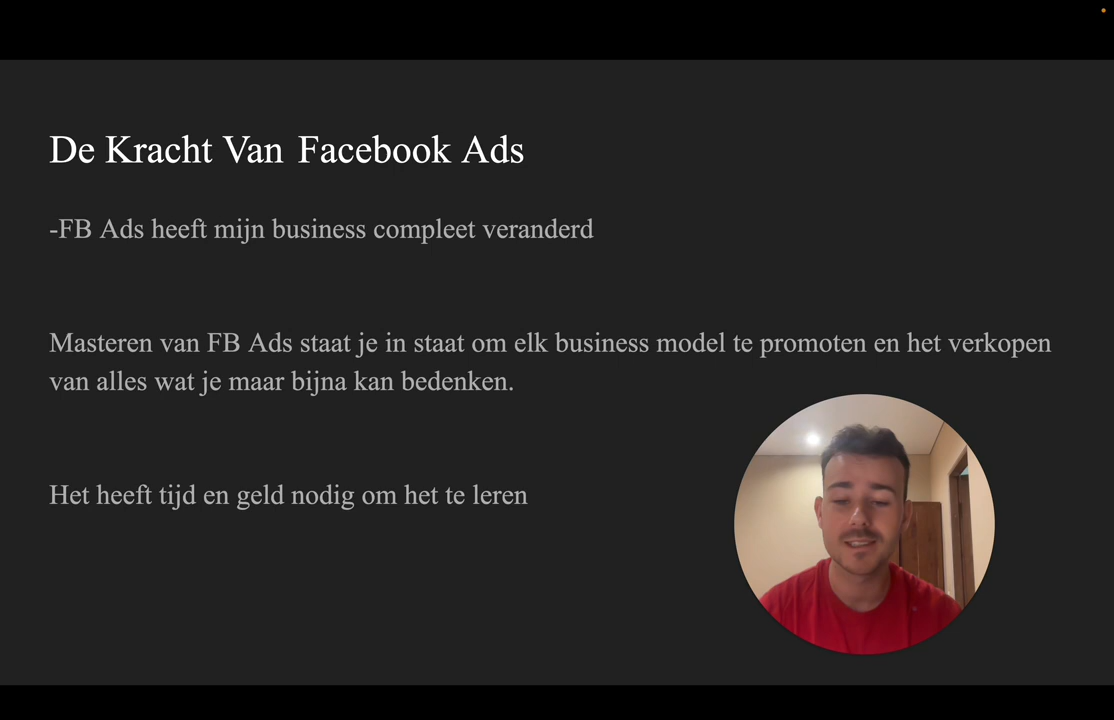 De Kracht Van Facebook Ads
-FB Ads heeft mijn business compleet veranderd
Masteren van FB Ads staat je in staat om elk business model te promoten en het verkopen
van alles wat je maar bijna kan bedenken.
Het heeft tijd en geld nodig om het te leren